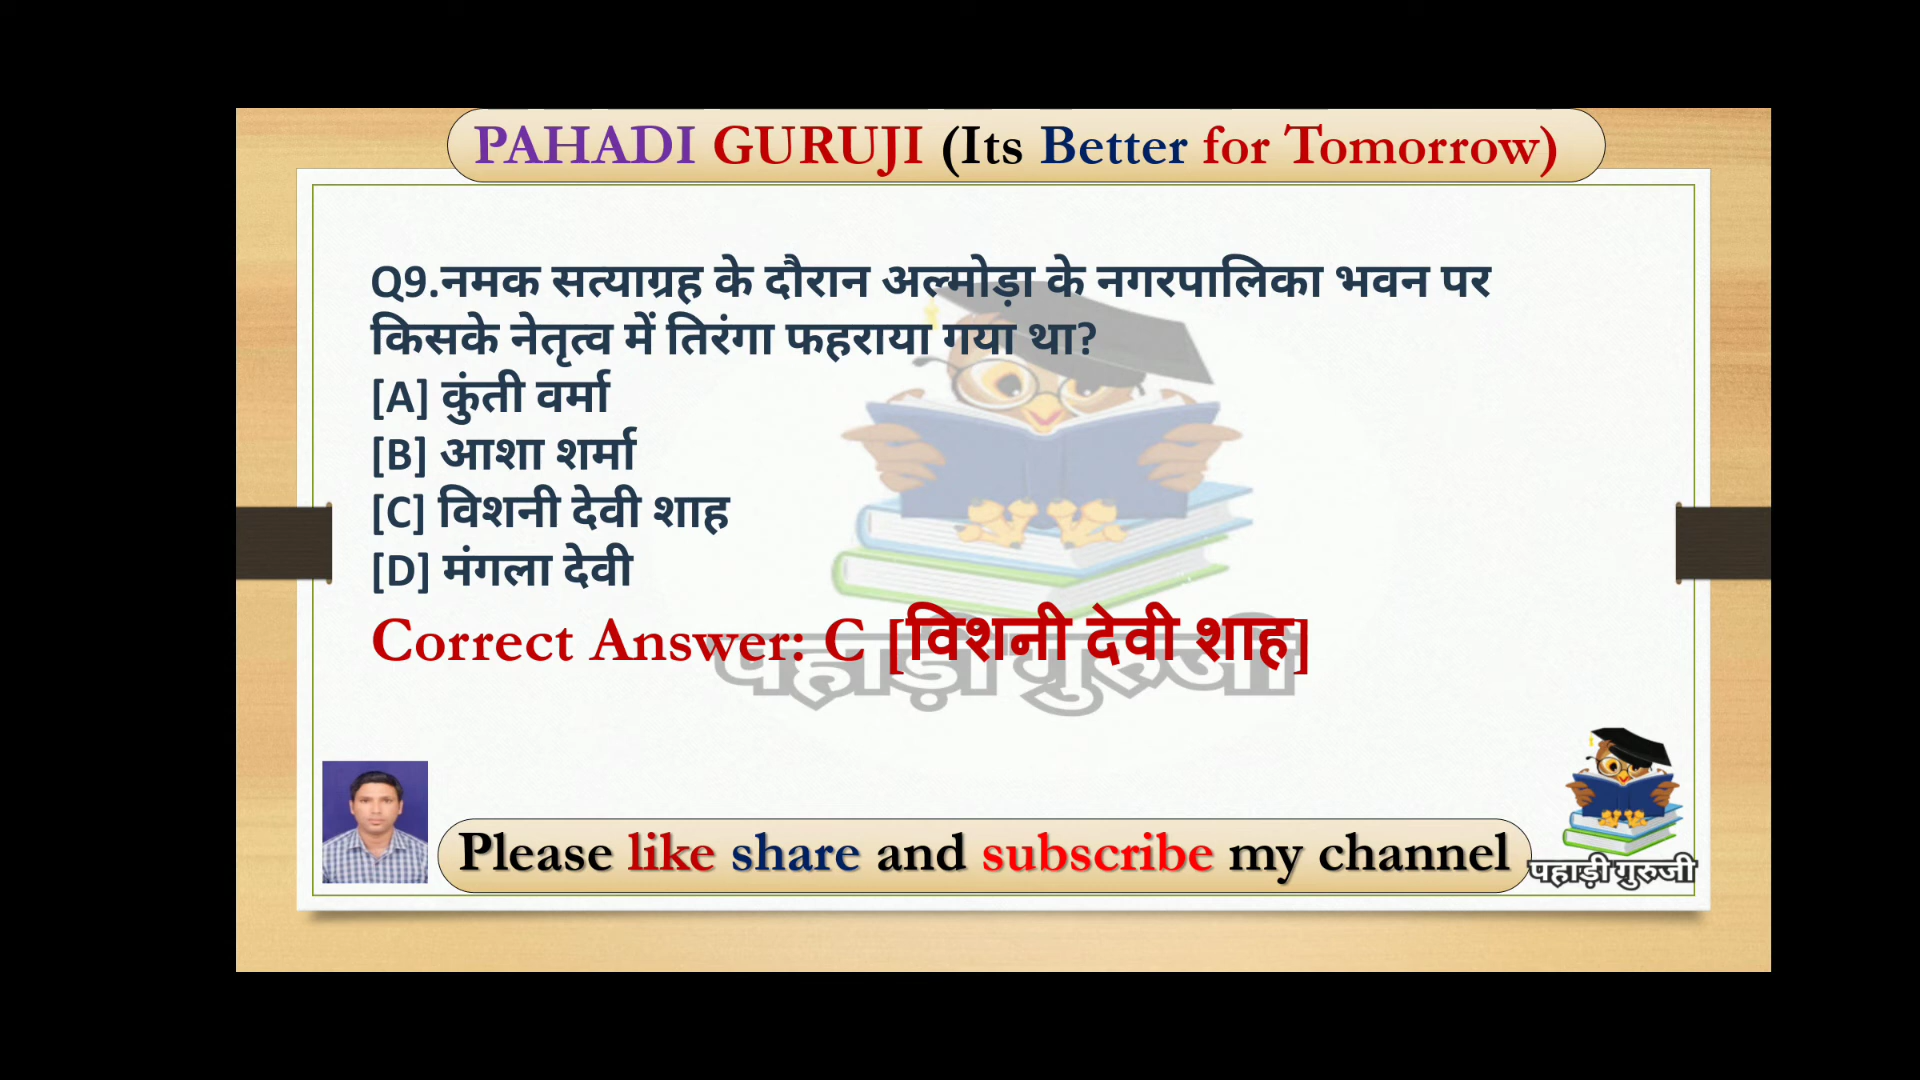 PAHADI GURUJI (Its Better for Tomorrow)
Q9.नमक सत्याग्रह के दौरान अल्मोड़ा के नगरपालिका भवन पर
किसके नेतृत्व में तिरंगा फहराया गया था?
[A] कुंती वर्मा
[B] आशा शर्मा
[C] विशनी देवी शाह
[D] मंगला देवी
Correct Answer: C [विशनी देवी शाह]
पहाड़ी गुरुजी
Please like share and subscribe my channel
पहाड़ी गुरुजी